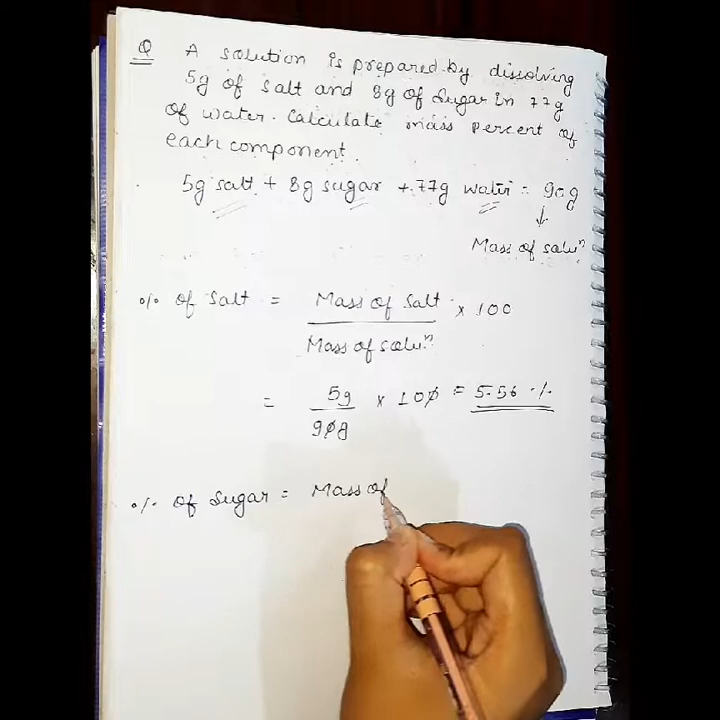 Q A solution is prepared by dissolving
5g of salt and 8g of Sugar in 77g
of water. Calculate mass percent of
each component.
5g salt + 8g sugar + 77g water = 90g
↓
Mass of soluⁿ
% of Salt = Mass of Salt × 100
Mass of soluⁿ
= 5g × 100 = 5.56 %
90g
% of Sugar = Mass of